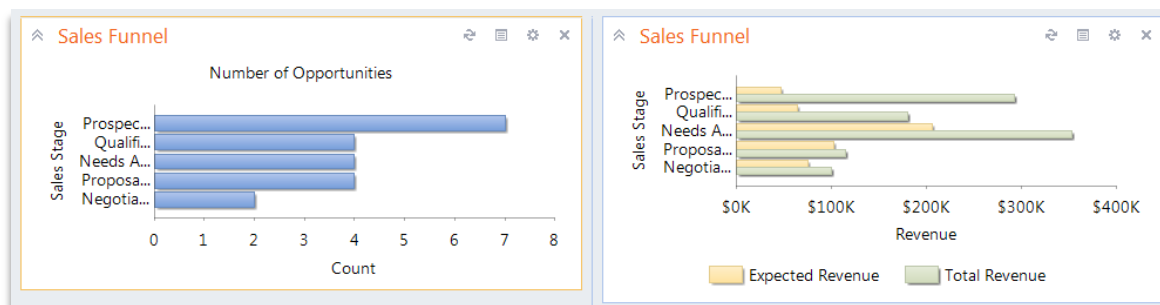 Sales Funnel
Number of Opportunities
Sales Stage
Prospec...
Qualifi...
Needs A...
Proposa...
Negotia...
0 1 2 3 4 5 6 7 8
Count
Sales Funnel
Sales Stage
Prospec...
Qualifi...
Needs A...
Proposa...
Negotia...
$0K $100K $200K $300K $400K
Revenue
Expected Revenue Total Revenue